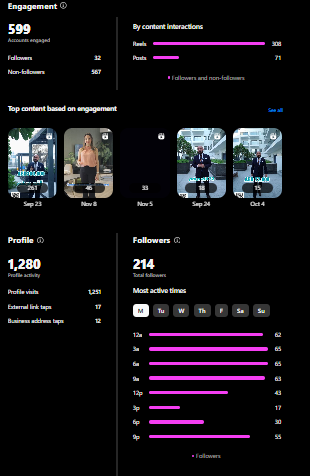 Engagement
599
Accounts engaged
Followers 32
Non-followers 567
By content interactions
Reels 308
Posts 71
Followers and non-followers
Top content based on engagement
See all
261
46
33
18
15
Sep 23
Nov 8
Nov 5
Sep 24
Oct 4
Profile
1,280
Profile activity
Profile visits 1,251
External link taps 17
Business address taps 12
Followers
214
Total followers
Most active times
M Tu W Th F Sa Su
12a 62
3a 65
6a 65
9a 63
12p 43
3p 17
6p 30
9p 55
Followers